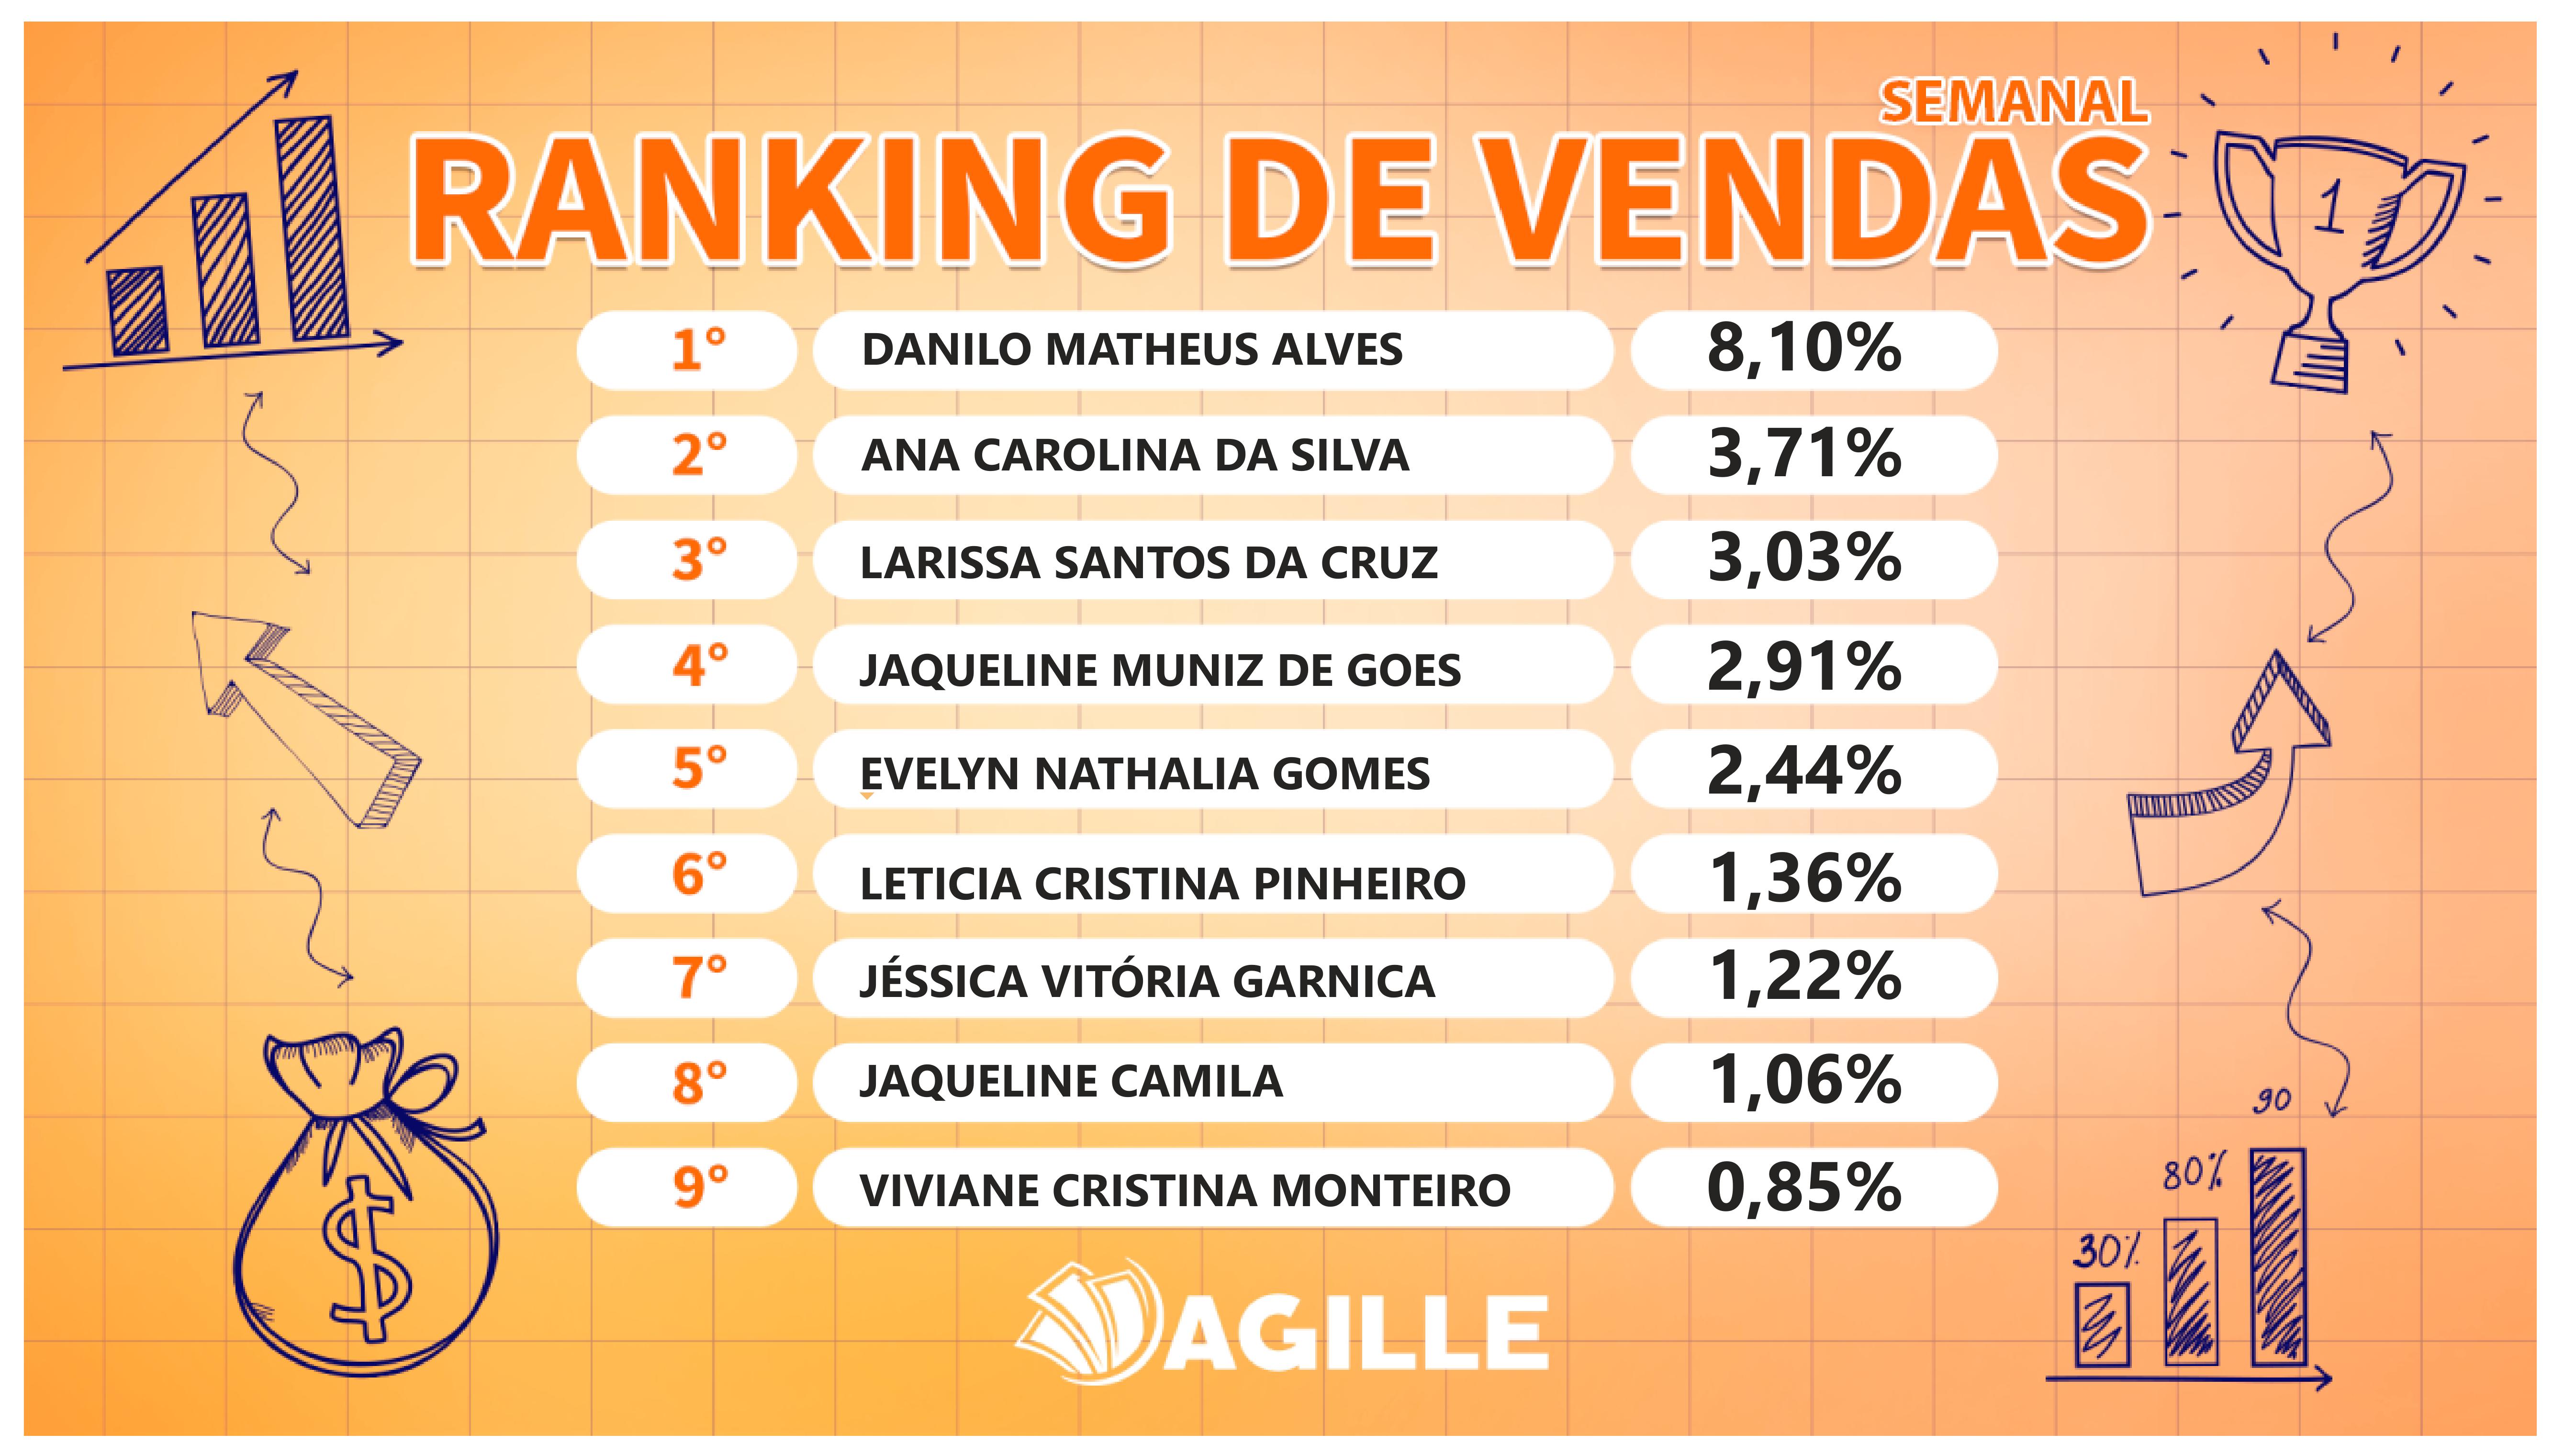 SEMANAL
RANKING DE VENDAS
1
1° DANILO MATHEUS ALVES 8,10%
2° ANA CAROLINA DA SILVA 3,71%
3° LARISSA SANTOS DA CRUZ 3,03%
4° JAQUELINE MUNIZ DE GOES 2,91%
5° EVELYN NATHALIA GOMES 2,44%
6° LETICIA CRISTINA PINHEIRO 1,36%
7° JÉSSICA VITÓRIA GARNICA 1,22%
8° JAQUELINE CAMILA 1,06%
9° VIVIANE CRISTINA MONTEIRO 0,85%
$
30% 80% 90
AGILLE